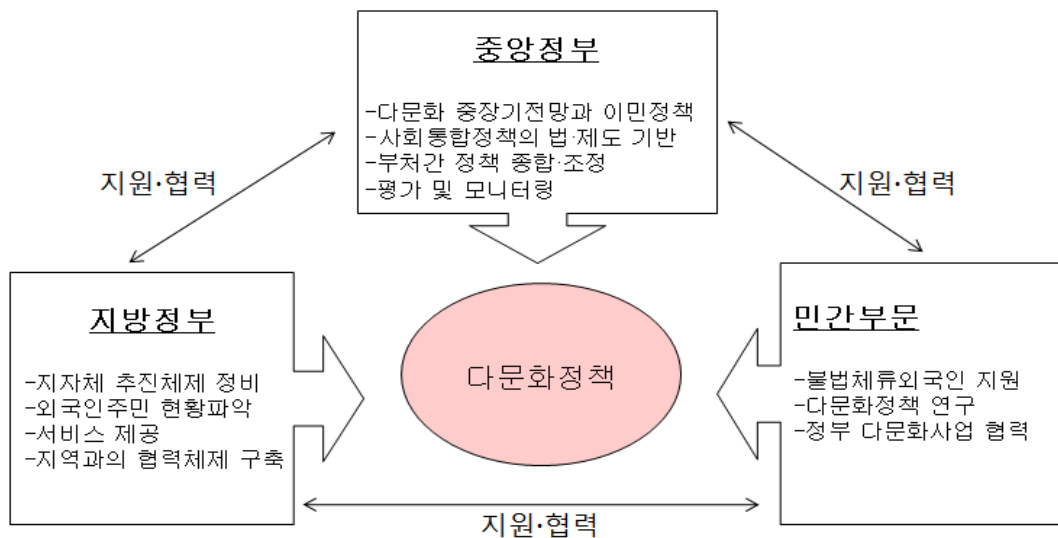 중앙정부
-다문화 중장기전망과 이민정책
-사회통합정책의 법·제도 기반
-부처간 정책 종합·조정
-평가 및 모니터링
지원·협력
지원·협력
지방정부
-지자체 추진체제 정비
-외국인주민 현황파악
-서비스 제공
-지역과의 협력체제 구축
다문화정책
민간부문
-불법체류외국인 지원
-다문화정책 연구
-정부 다문화사업 협력
지원·협력